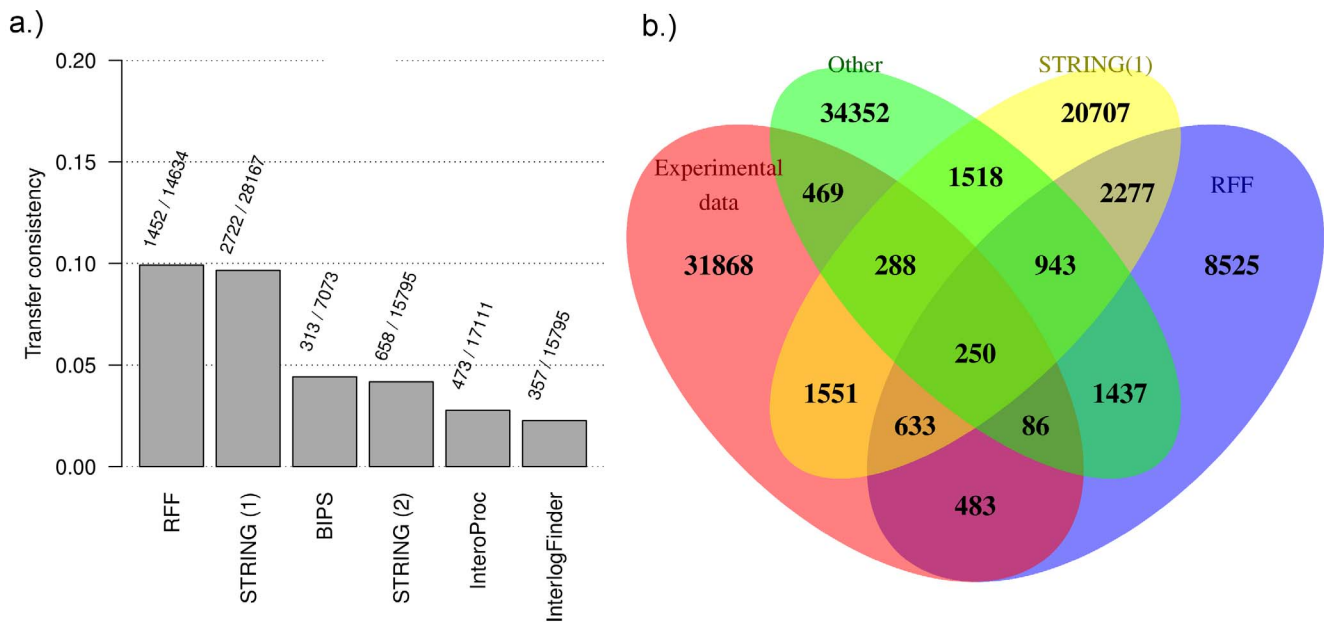 a.)
Transfer consistency
0.20
0.15
0.10
0.05
0.00
1452 / 14634
2722 / 28167
313 / 7073
658 / 15795
473 / 17111
357 / 15795
RFF
STRING (1)
BIPS
STRING (2)
InteroProc
InterlogFinder
b.)
Other
STRING(1)
34352
20707
Experimental
data
469
1518
2277
RFF
31868
288
943
8525
250
1551
1437
633
86
483